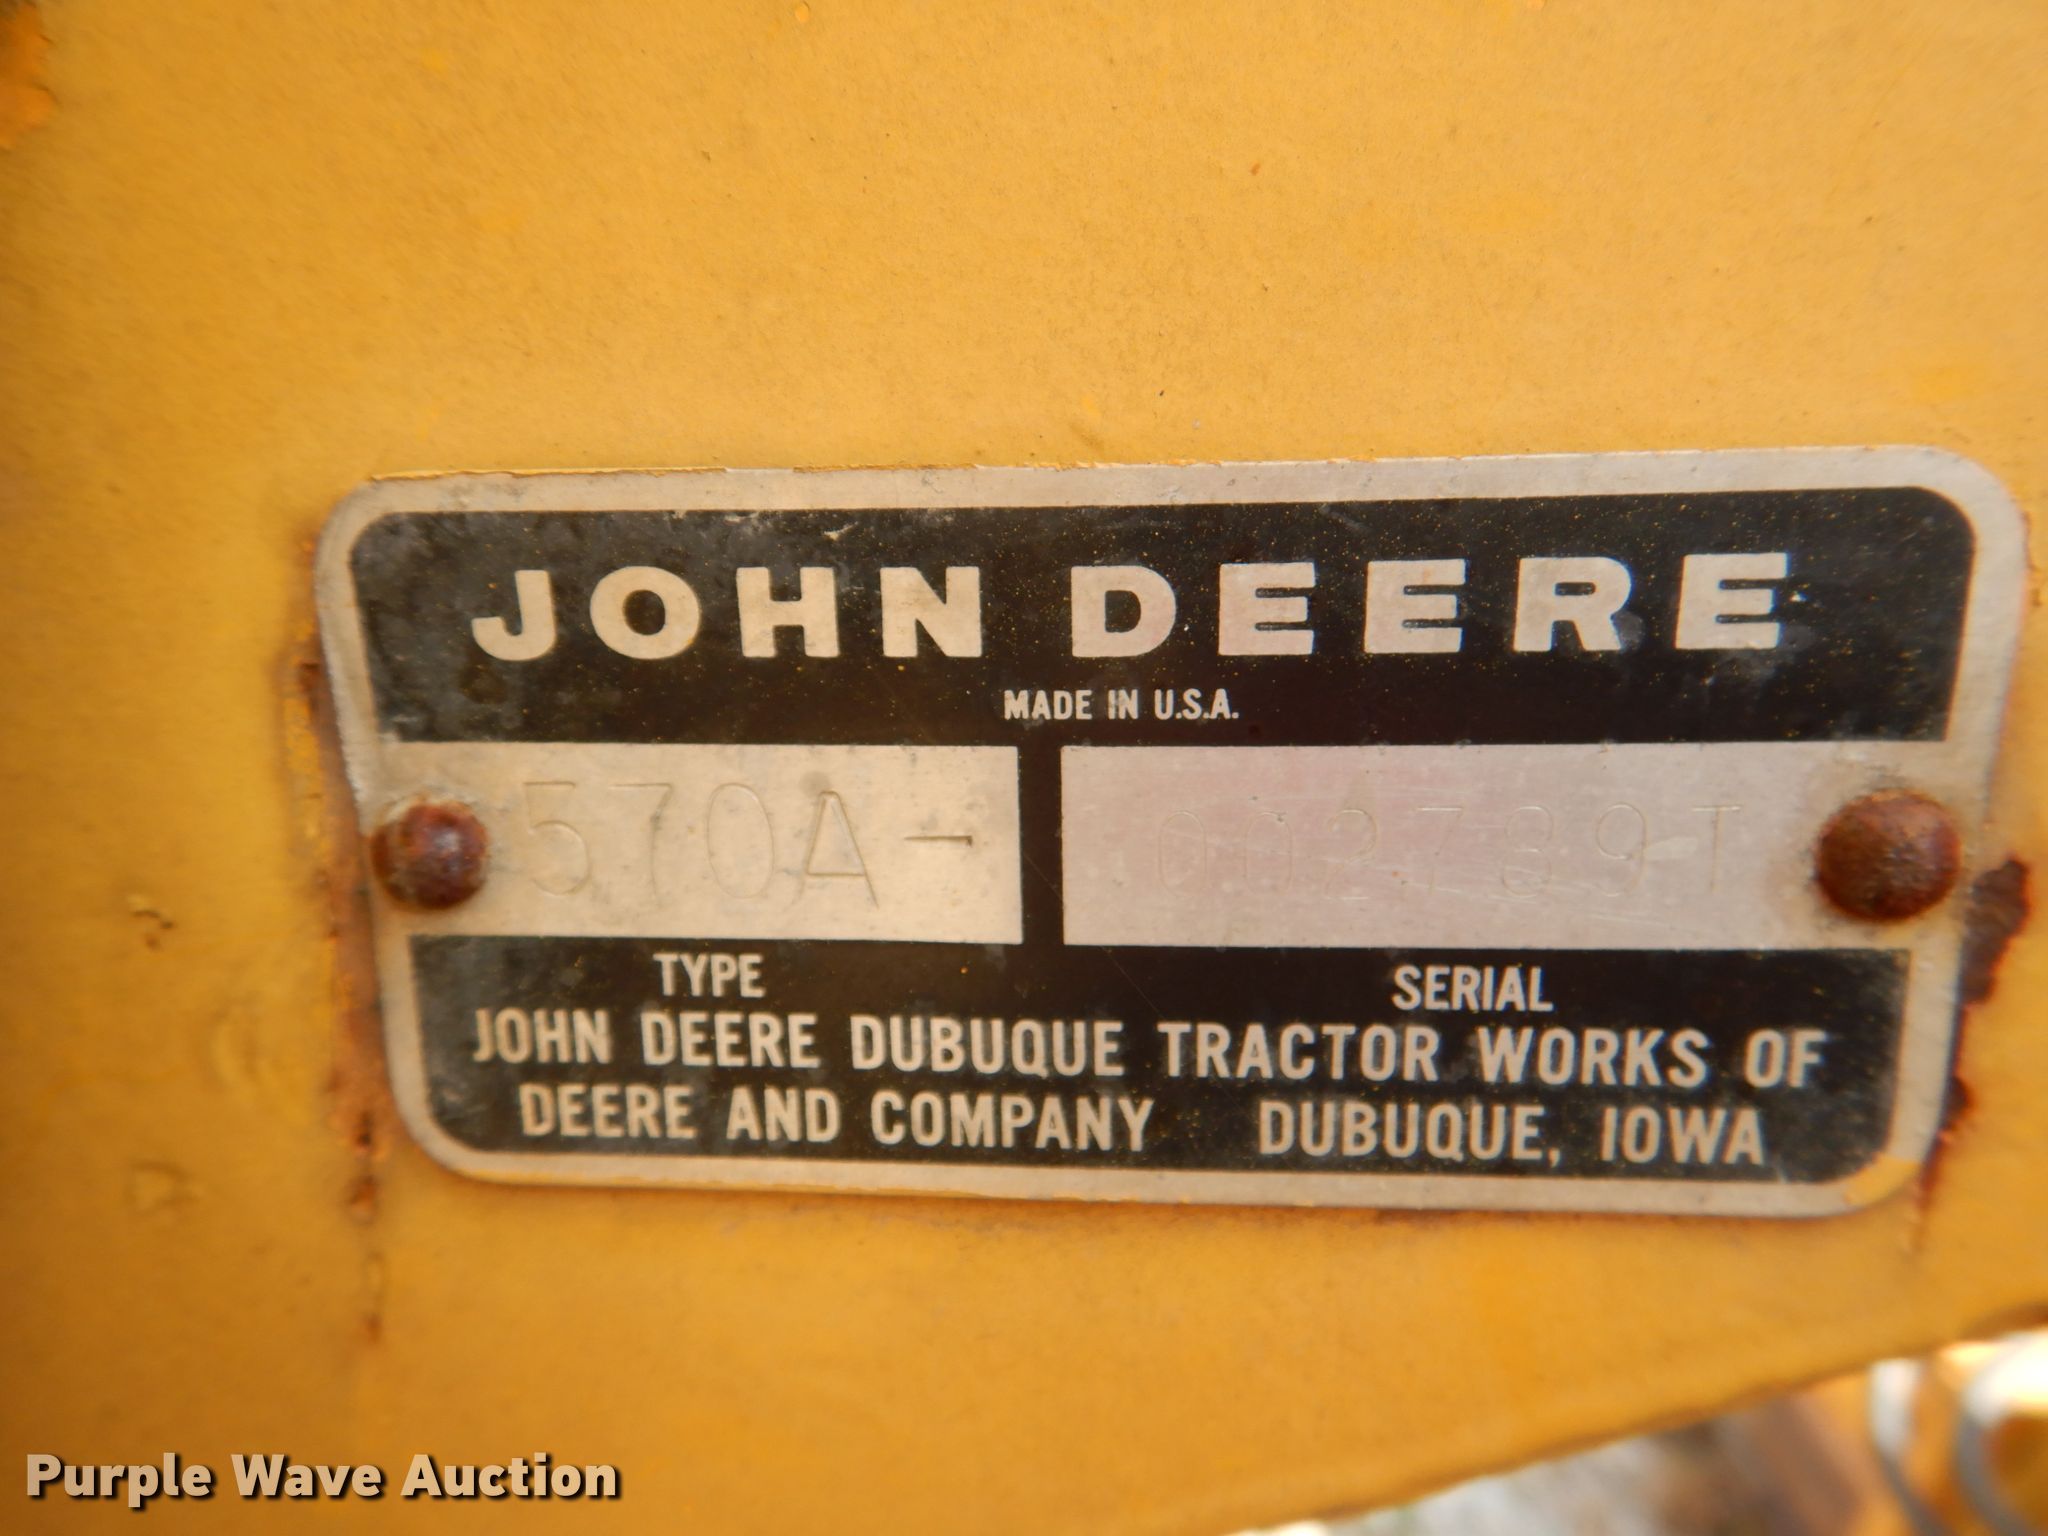 JOHN DEERE
MADE IN U.S.A.
570A- 002789T
TYPE SERIAL
JOHN DEERE DUBUQUE TRACTOR WORKS OF
DEERE AND COMPANY DUBUQUE, IOWA
Purple Wave Auction